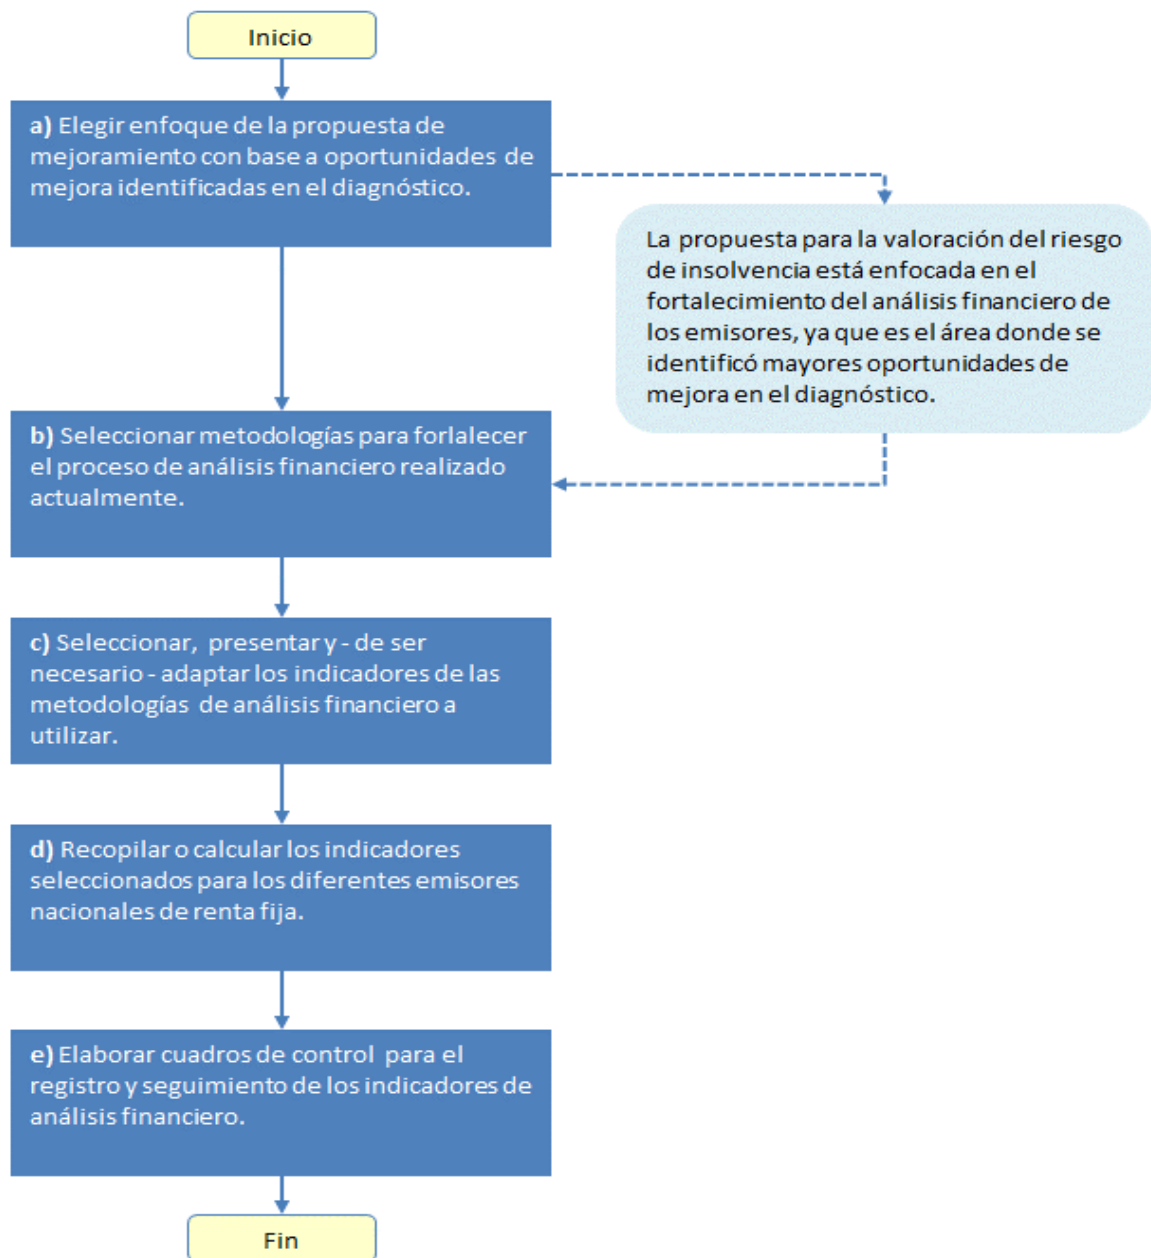 Inicio
a) Elegir enfoque de la propuesta de
mejoramiento con base a oportunidades de
mejora identificadas en el diagnóstico.
La propuesta para la valoración del riesgo
de insolvencia está enfocada en el
fortalecimiento del análisis financiero de
los emisores, ya que es el área donde se
identificó mayores oportunidades de
mejora en el diagnóstico.
b) Seleccionar metodologías para forlalecer
el proceso de análisis financiero realizado
actualmente.
c) Seleccionar, presentar y - de ser
necesario - adaptar los indicadores de las
metodologías de análisis financiero a
utilizar.
d) Recopilar o calcular los indicadores
seleccionados para los diferentes emisores
nacionales de renta fija.
e) Elaborar cuadros de control para el
registro y seguimiento de los indicadores de
análisis financiero.
Fin